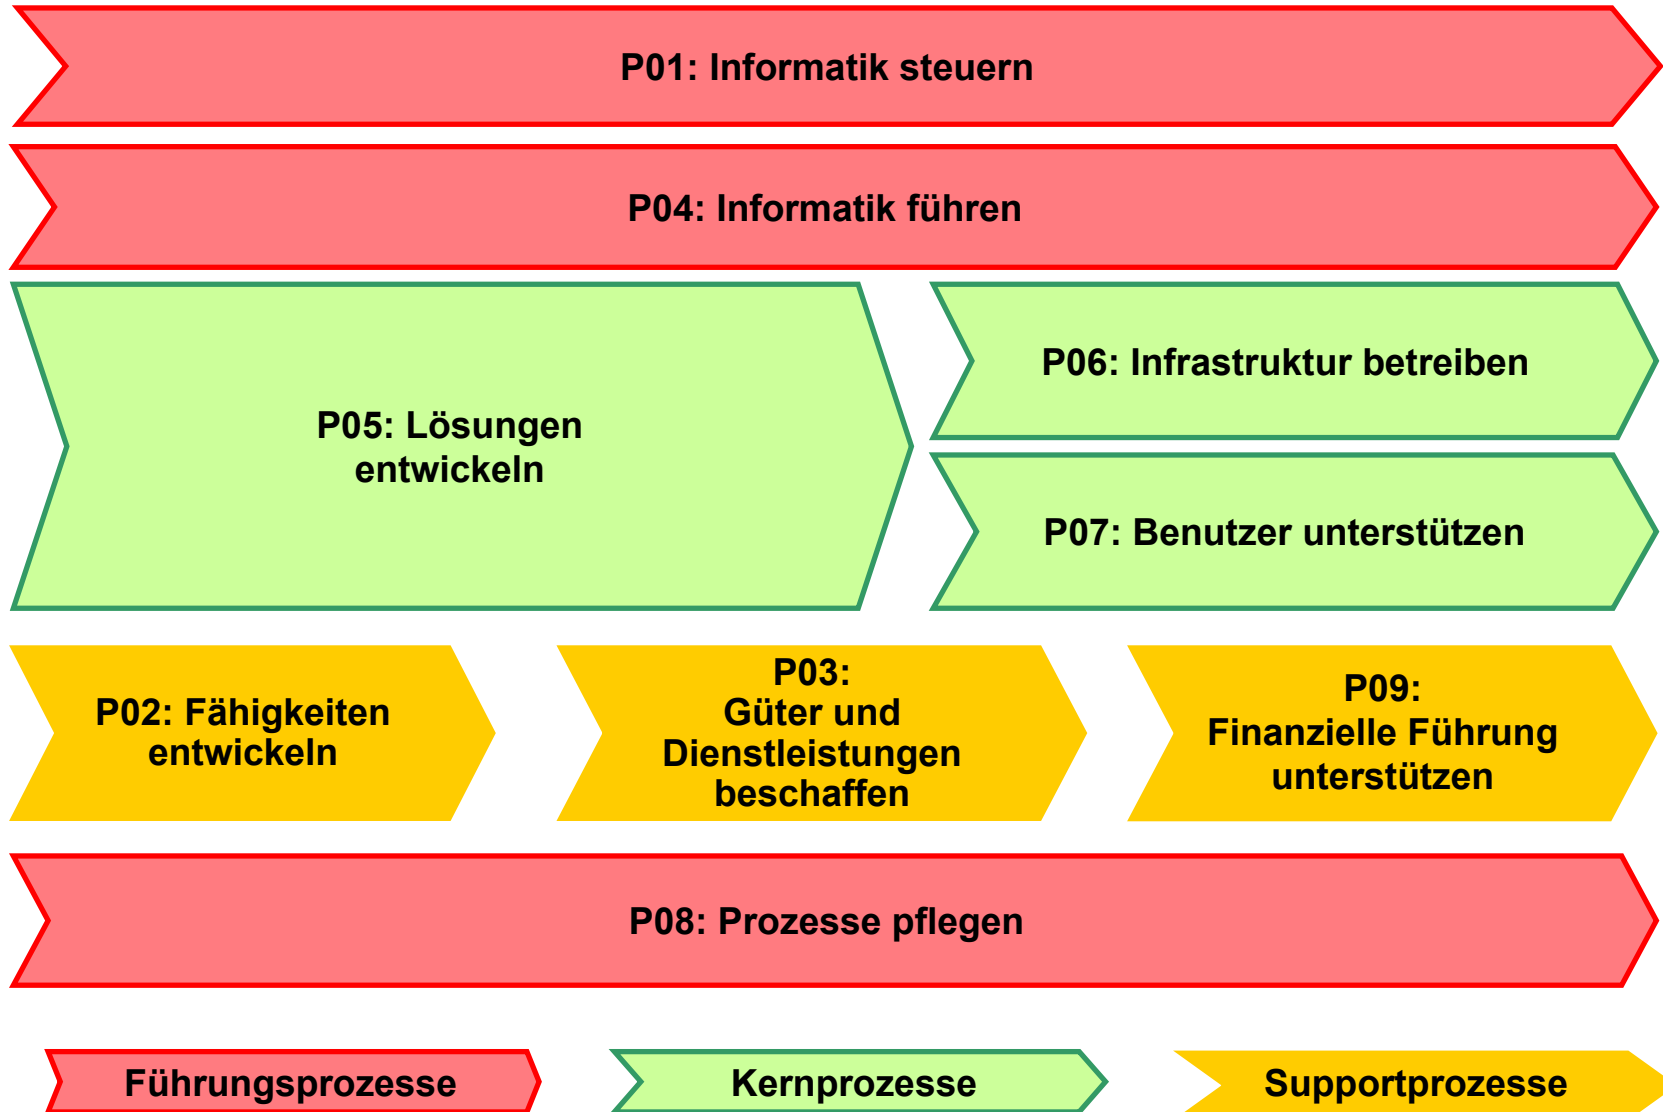 P01: Informatik steuern
P04: Informatik führen
P05: Lösungen
entwickeln
P06: Infrastruktur betreiben
P07: Benutzer unterstützen
P02: Fähigkeiten
entwickeln
P03:
Güter und
Dienstleistungen
beschaffen
P09:
Finanzielle Führung
unterstützen
P08: Prozesse pflegen
Führungsprozesse
Kernprozesse
Supportprozesse